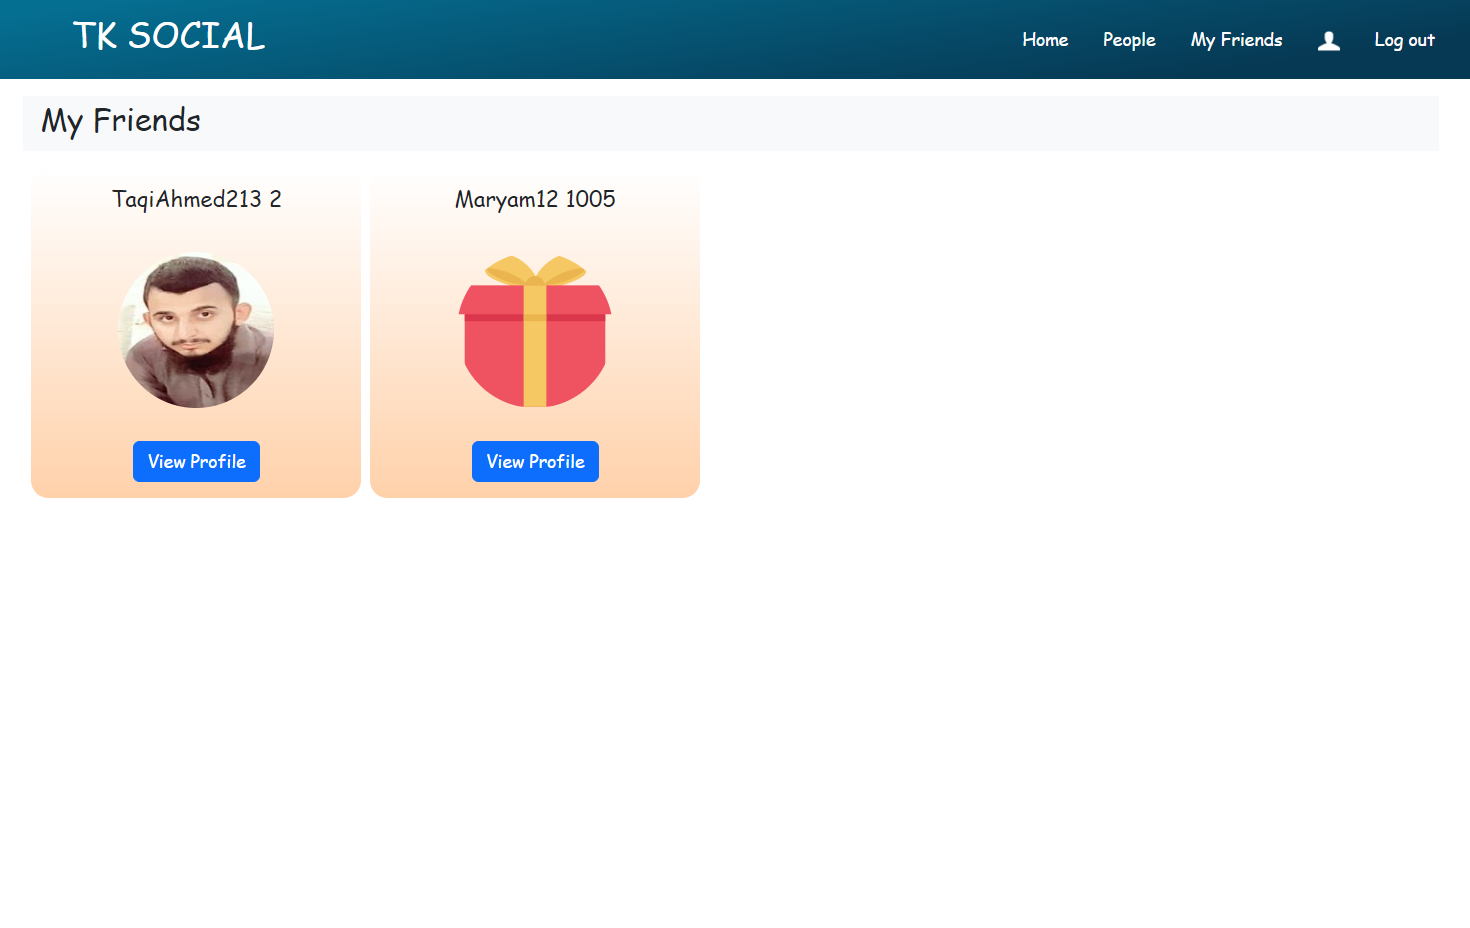 TK SOCIAL
Home People My Friends Log out
My Friends
TaqiAhmed213 2
Maryam12 1005
View Profile
View Profile